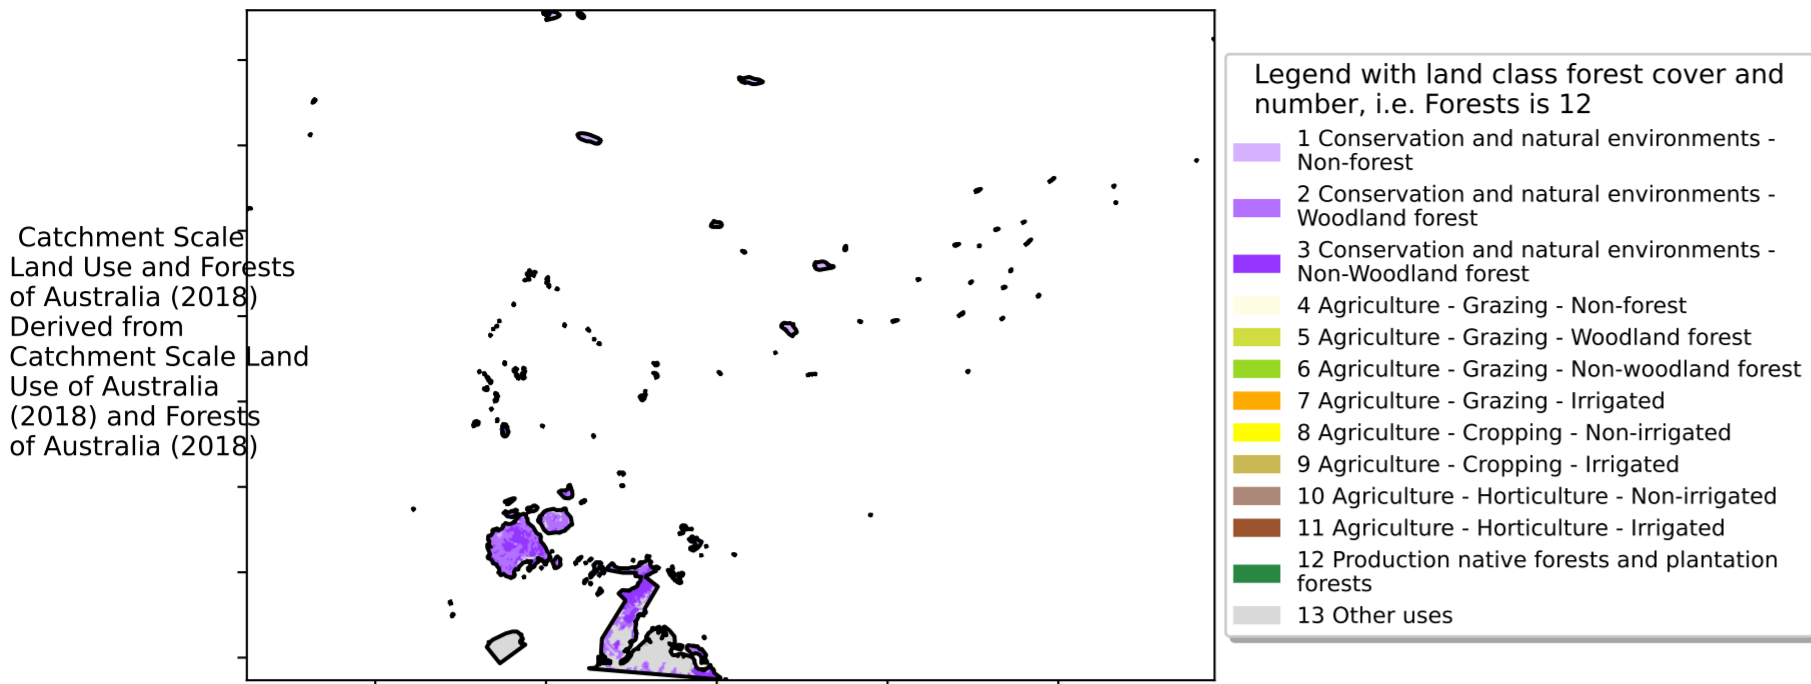 Catchment Scale
Land Use and Forests
of Australia (2018)
Derived from
Catchment Scale Land
Use of Australia
(2018) and Forests
of Australia (2018)
Legend with land class forest cover and
number, i.e. Forests is 12
1 Conservation and natural environments -
Non-forest
2 Conservation and natural environments -
Woodland forest
3 Conservation and natural environments -
Non-Woodland forest
4 Agriculture - Grazing - Non-forest
5 Agriculture - Grazing - Woodland forest
6 Agriculture - Grazing - Non-woodland forest
7 Agriculture - Grazing - Irrigated
8 Agriculture - Cropping - Non-irrigated
9 Agriculture - Cropping - Irrigated
10 Agriculture - Horticulture - Non-irrigated
11 Agriculture - Horticulture - Irrigated
12 Production native forests and plantation
forests
13 Other uses